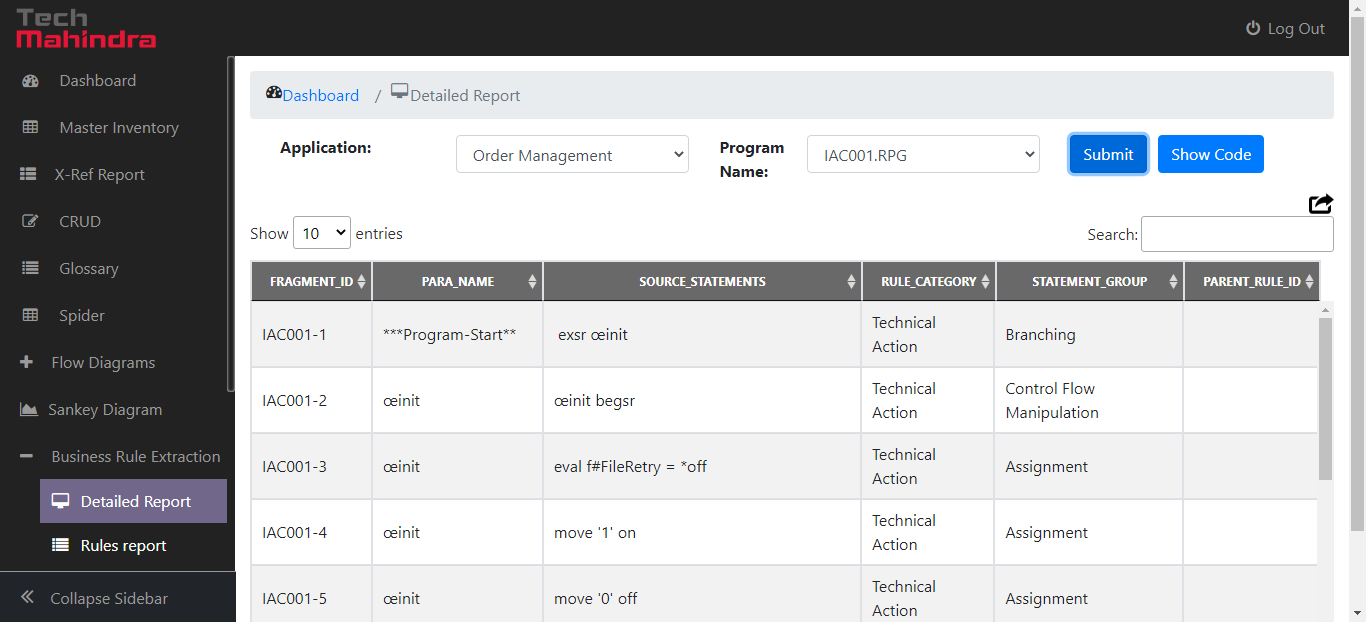 Tech
Mahindra
Log Out
Dashboard
Master Inventory
X-Ref Report
CRUD
Glossary
Spider
Flow Diagrams
Sankey Diagram
Business Rule Extraction
Detailed Report
Rules report
Collapse Sidebar
Dashboard / Detailed Report
Application: Order Management Program Name: IAC001.RPG Submit Show Code
Show 10 entries Search:
FRAGMENT_ID PARA_NAME SOURCE_STATEMENTS RULE_CATEGORY STATEMENT_GROUP PARENT_RULE_ID
IAC001-1 ***Program-Start** exsr œinit Technical Action Branching
IAC001-2 œinit œinit begsr Technical Action Control Flow Manipulation
IAC001-3 œinit eval f#FileRetry = *off Technical Action Assignment
IAC001-4 œinit move '1' on Technical Action Assignment
IAC001-5 œinit move '0' off Technical Action Assignment